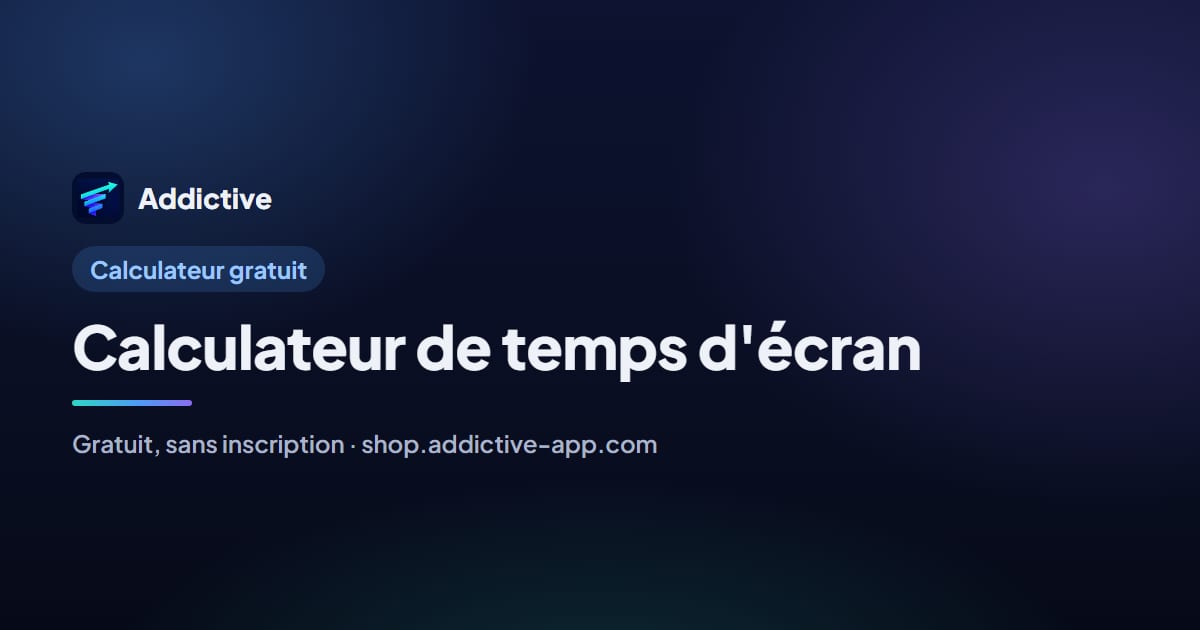 Addictive
Calculateur gratuit
Calculateur de temps d'écran
Gratuit, sans inscription · shop.addictive-app.com